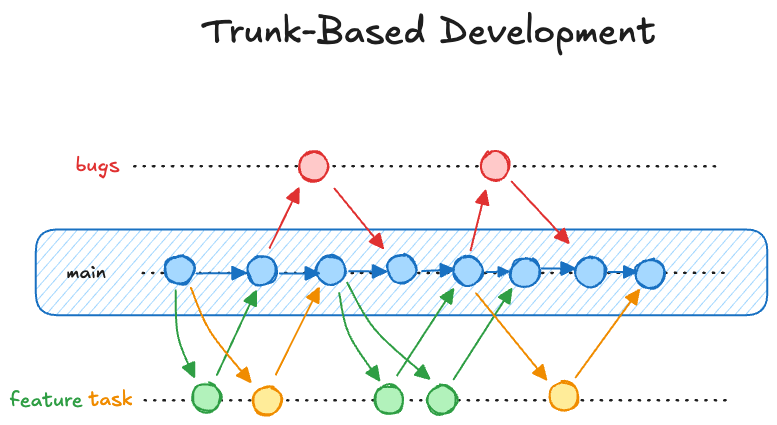 Trunk-Based Development
bugs
main
feature task